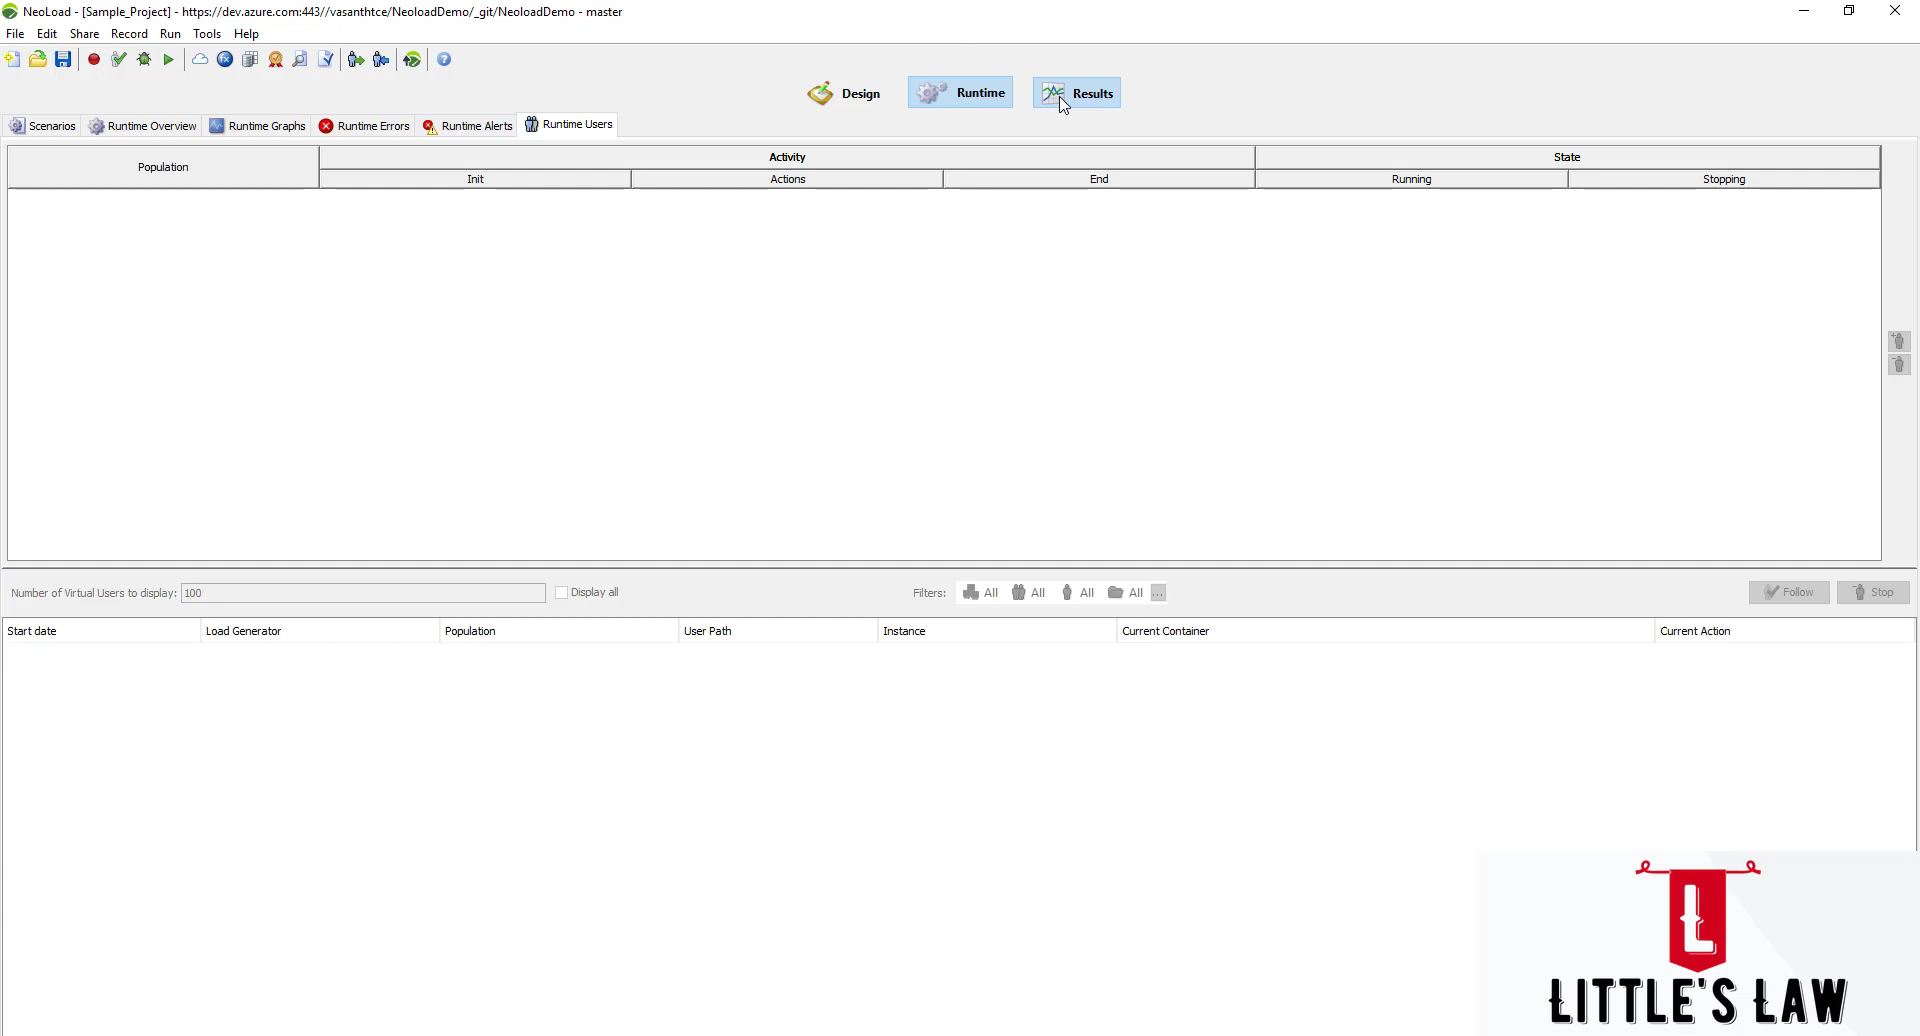 NeoLoad - [Sample_Project] - https://dev.azure.com:443//vasanthtce/NeoloadDemo/_git/NeoloadDemo - master
File Edit Share Record Run Tools Help
Design Runtime Results
Scenarios Runtime Overview Runtime Graphs Runtime Errors Runtime Alerts Runtime Users
Population Activity State
Init Actions End Running Stopping
Number of Virtual Users to display: 100 Display all Filters: All All All All ... Follow Stop
Start date Load Generator Population User Path Instance Current Container Current Action
L
LITTLE'S LAW